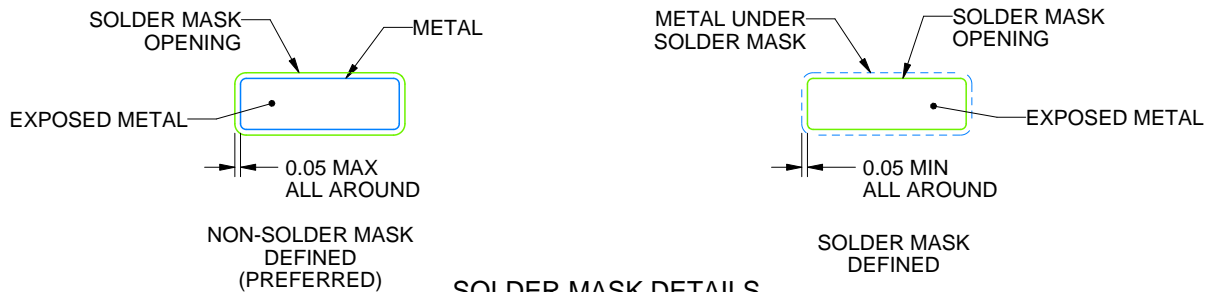 SOLDER MASK
OPENING
METAL
EXPOSED METAL
0.05 MAX
ALL AROUND
NON-SOLDER MASK
DEFINED
(PREFERRED)
METAL UNDER
SOLDER MASK
SOLDER MASK
OPENING
EXPOSED METAL
0.05 MIN
ALL AROUND
SOLDER MASK
DEFINED
SOLDER MASK DETAILS